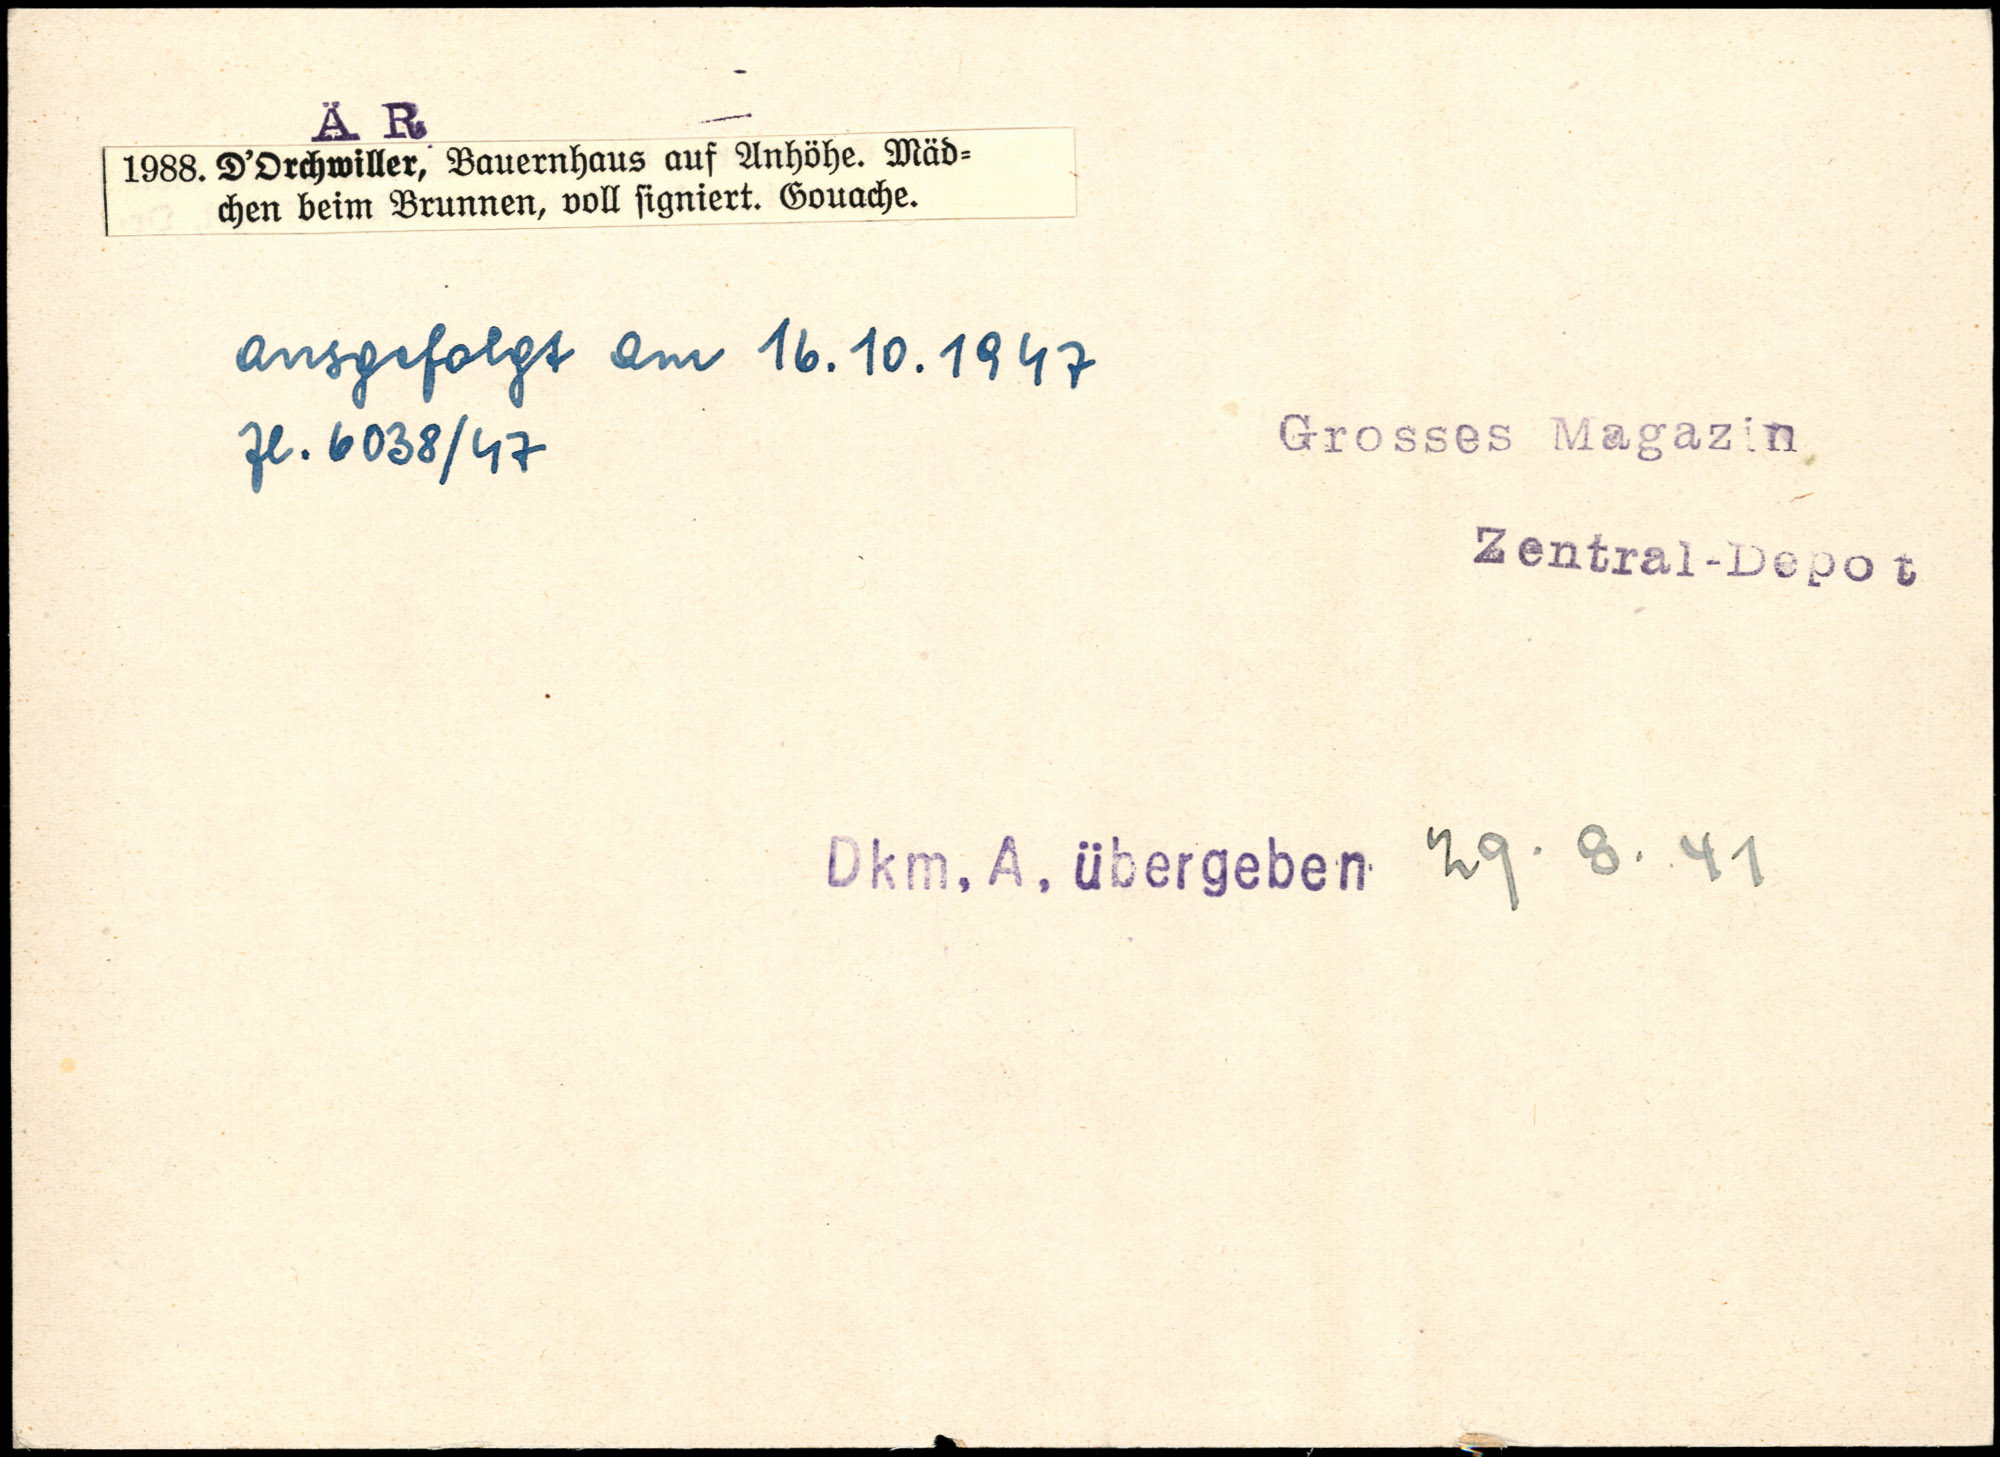 Ä R
1988. D'Orchwiller, Bauernhaus auf Anhöhe. Mäd-
chen beim Brunnen, voll signiert. Gouache.
ausgefolgt am 16.10.1947
Zl. 6038/47
Grosses Magazin
Zentral-Depot
Dkm. A. übergeben 29. 8. 41